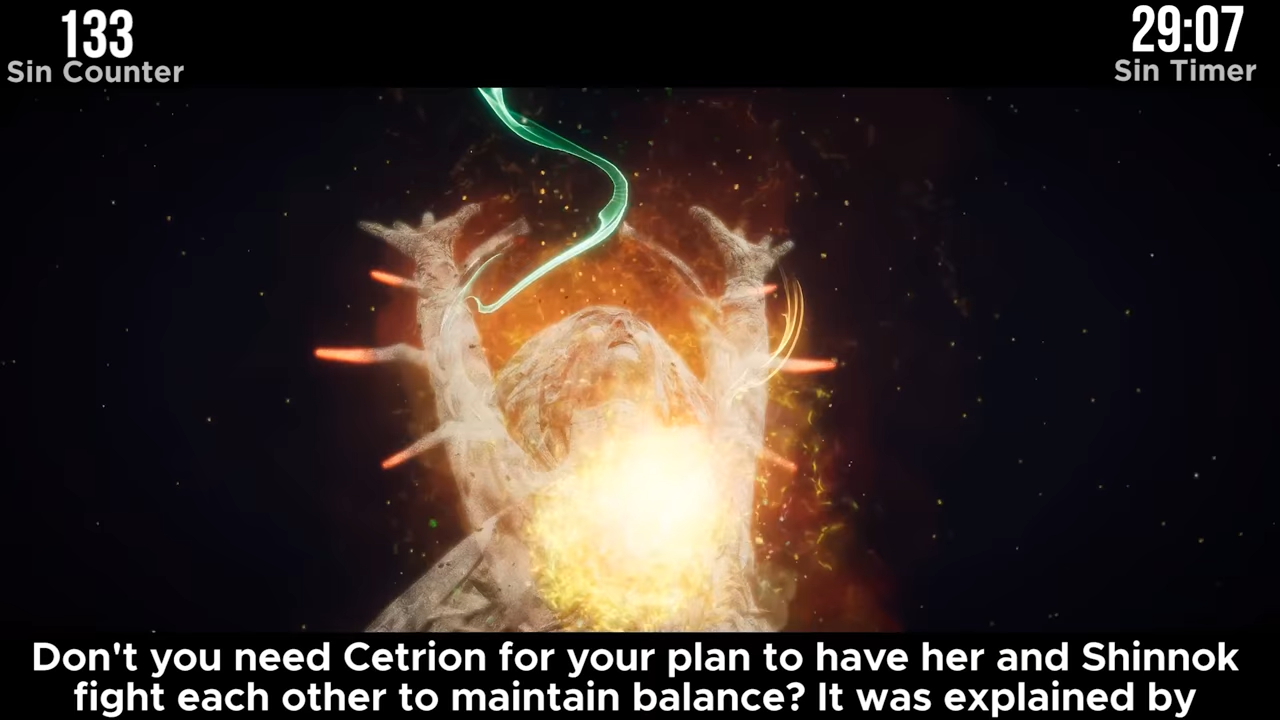 133
Sin Counter
29:07
Sin Timer
Don't you need Cetrion for your plan to have her and Shinnok
fight each other to maintain balance? It was explained by